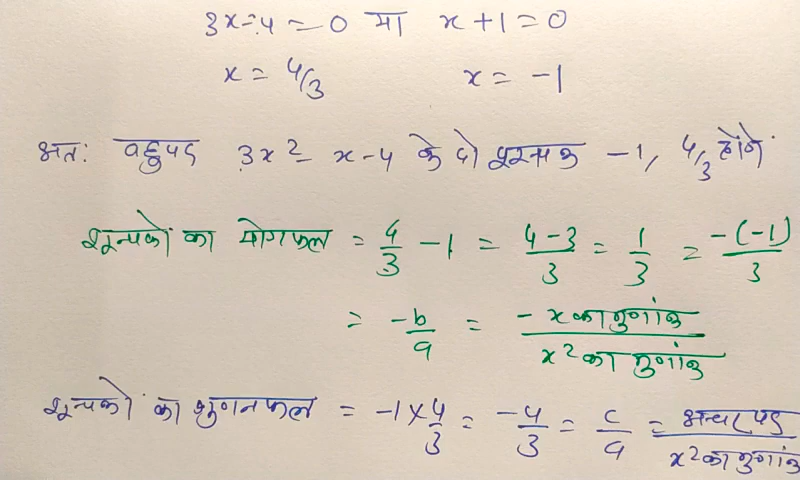 3x-4=0 या x+1=0
x=4/3 x=-1
अतः बहुपद 3x²-x-4 के दो शून्यक -1, 4/3 होंगे
शून्यकों का योगफल = 4/3 - 1 = (4-3)/3 = 1/3 = -(-1)/3
= -b/a = -x का गुणांक/x² का गुणांक
शून्यकों का गुणनफल = -1×4/3 = -4/3 = c/a = अचर पद/x² का गुणांक